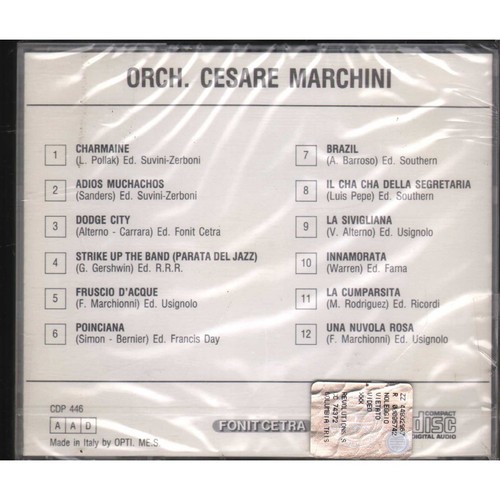 ORCH. CESARE MARCHINI
1 CHARMAINE
(L. Pollak) Ed. Suvini-Zerboni
2 ADIOS MUCHACHOS
(Sanders) Ed. Suvini-Zerboni
3 DODGE CITY
(Alterno - Carrara) Ed. Fonit Cetra
4 STRIKE UP THE BAND (PARATA DEL JAZZ)
(G. Gershwin) Ed. R.R.R.
5 FRUSCIO D'ACQUE
(F. Marchionni) Ed. Usignolo
6 POINCIANA
(Simon - Bernier) Ed. Francis Day
7 BRAZIL
(A. Barroso) Ed. Southern
8 IL CHA CHA DELLA SEGRETARIA
(Luis Pepe) Ed. Southern
9 LA SIVIGLIANA
(V. Alterno) Ed. Usignolo
10 INNAMORATA
(Warren) Ed. Fama
11 LA CUMPARSITA
(M. Rodriguez) Ed. Ricordi
12 UNA NUVOLA ROSA
(F. Marchionni) Ed. Usignolo
CDP 446
A A D
Made in Italy by OPTI. ME.S.
FONIT CETRA
VIETATO
NOLEGGIO
COMPACT
DISC
DIGITAL AUDIO